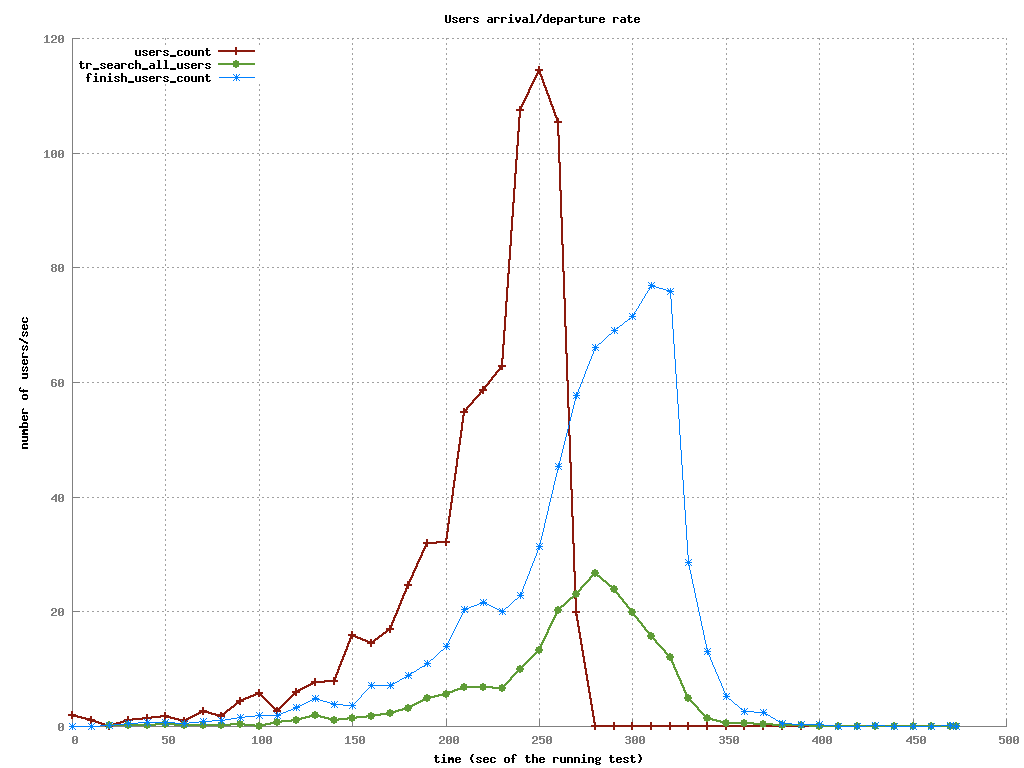 Users arrival/departure rate
120
100
80
60
40
20
0
number of users/sec
users_count
tr_search_all_users
finish_users_count
0 50 100 150 200 250 300 350 400 450 500
time (sec of the running test)